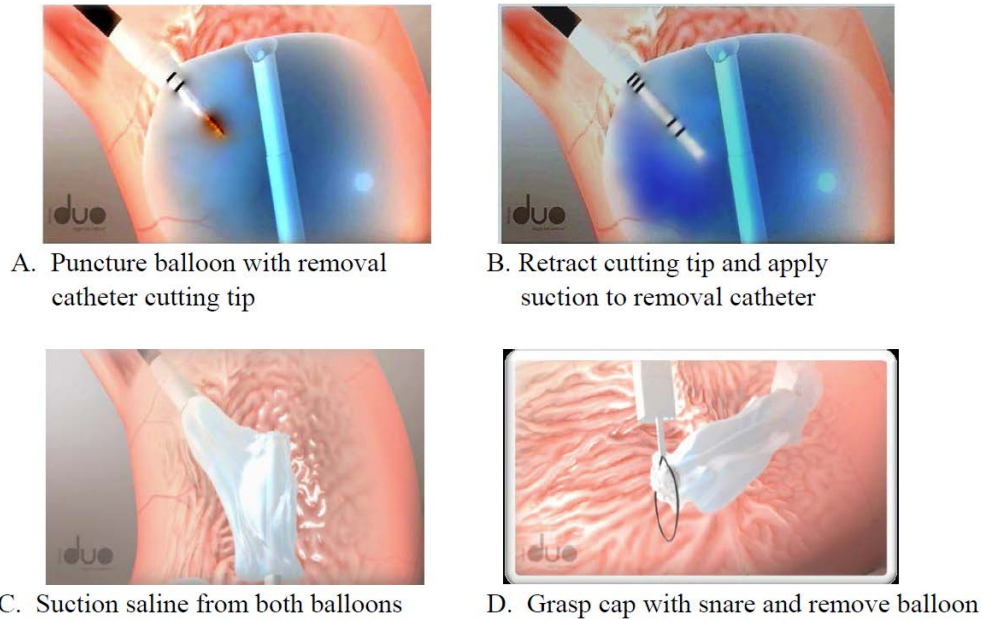 duo
duo
A. Puncture balloon with removal
catheter cutting tip
B. Retract cutting tip and apply
suction to removal catheter
duo
duo
C. Suction saline from both balloons
D. Grasp cap with snare and remove balloon